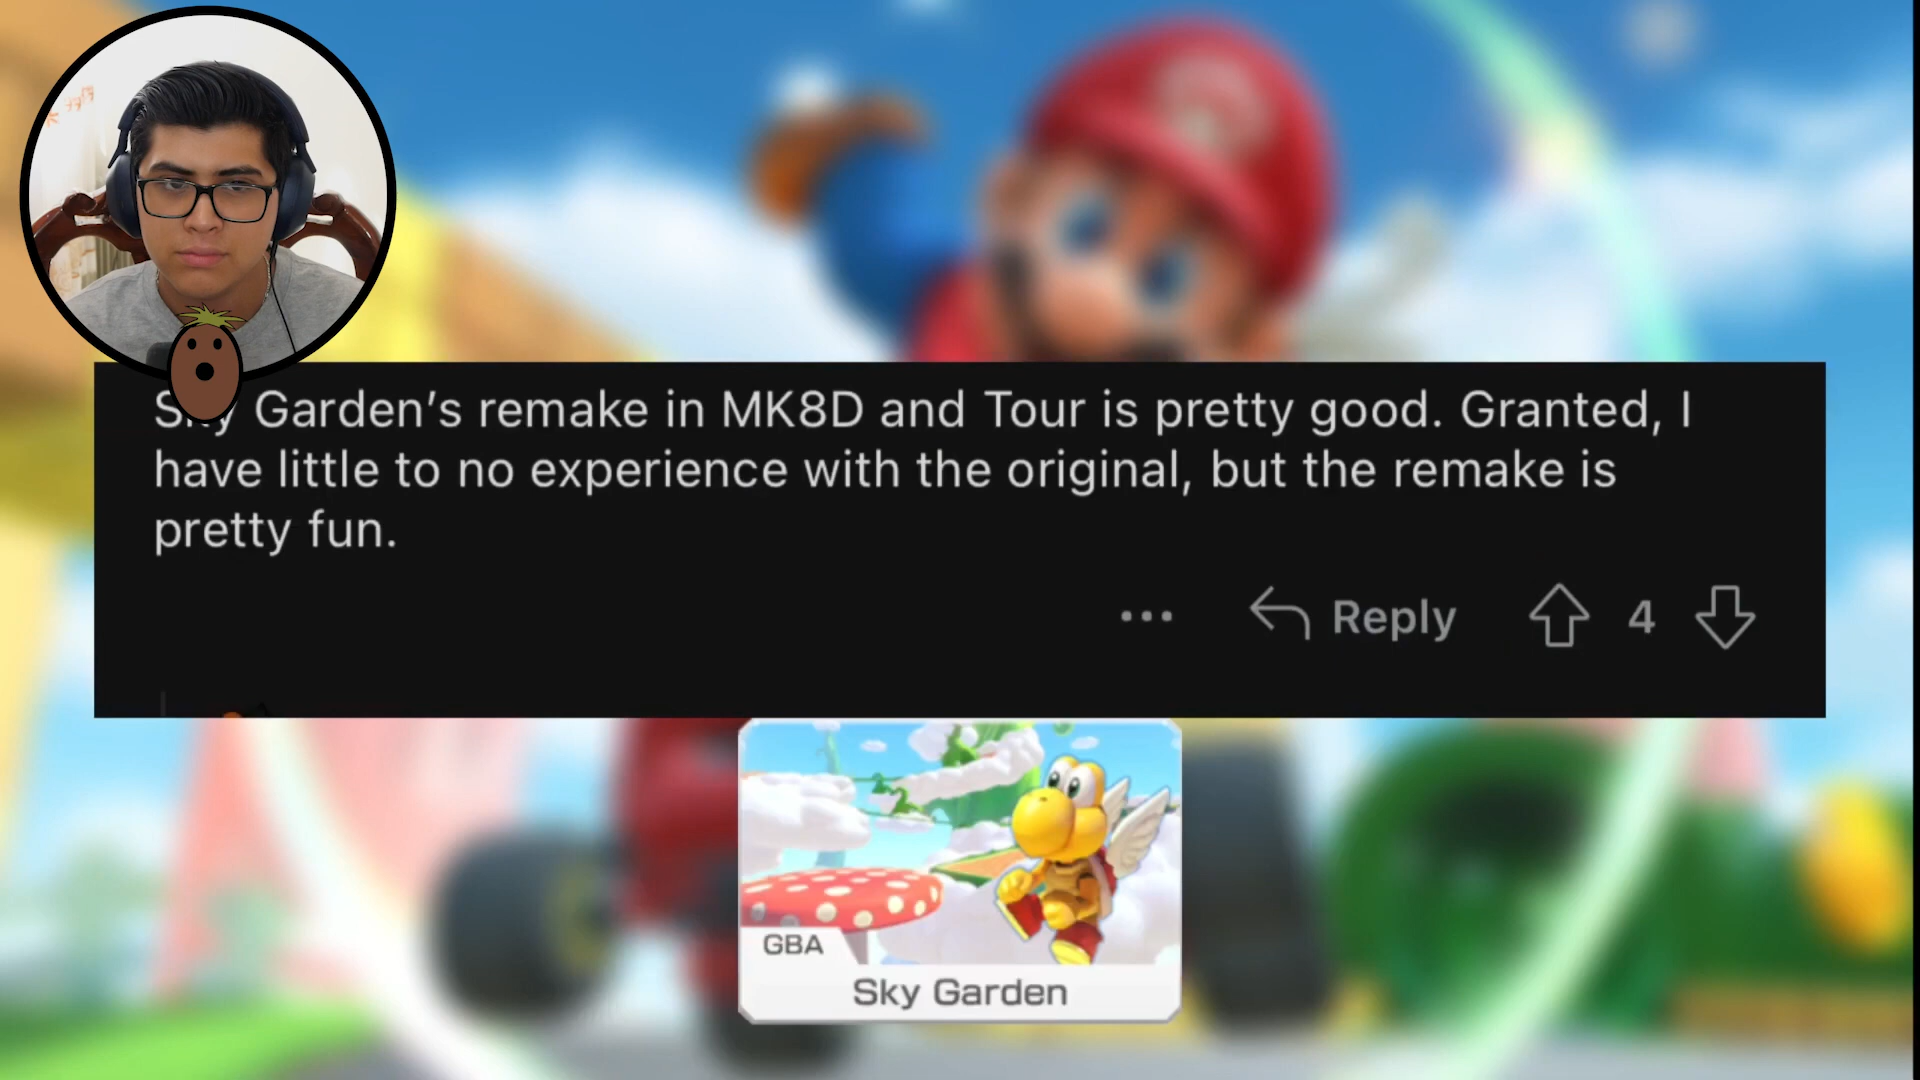 Sky Garden’s remake in MK8D and Tour is pretty good. Granted, I
have little to no experience with the original, but the remake is
pretty fun.
... Reply 4
GBA
Sky Garden